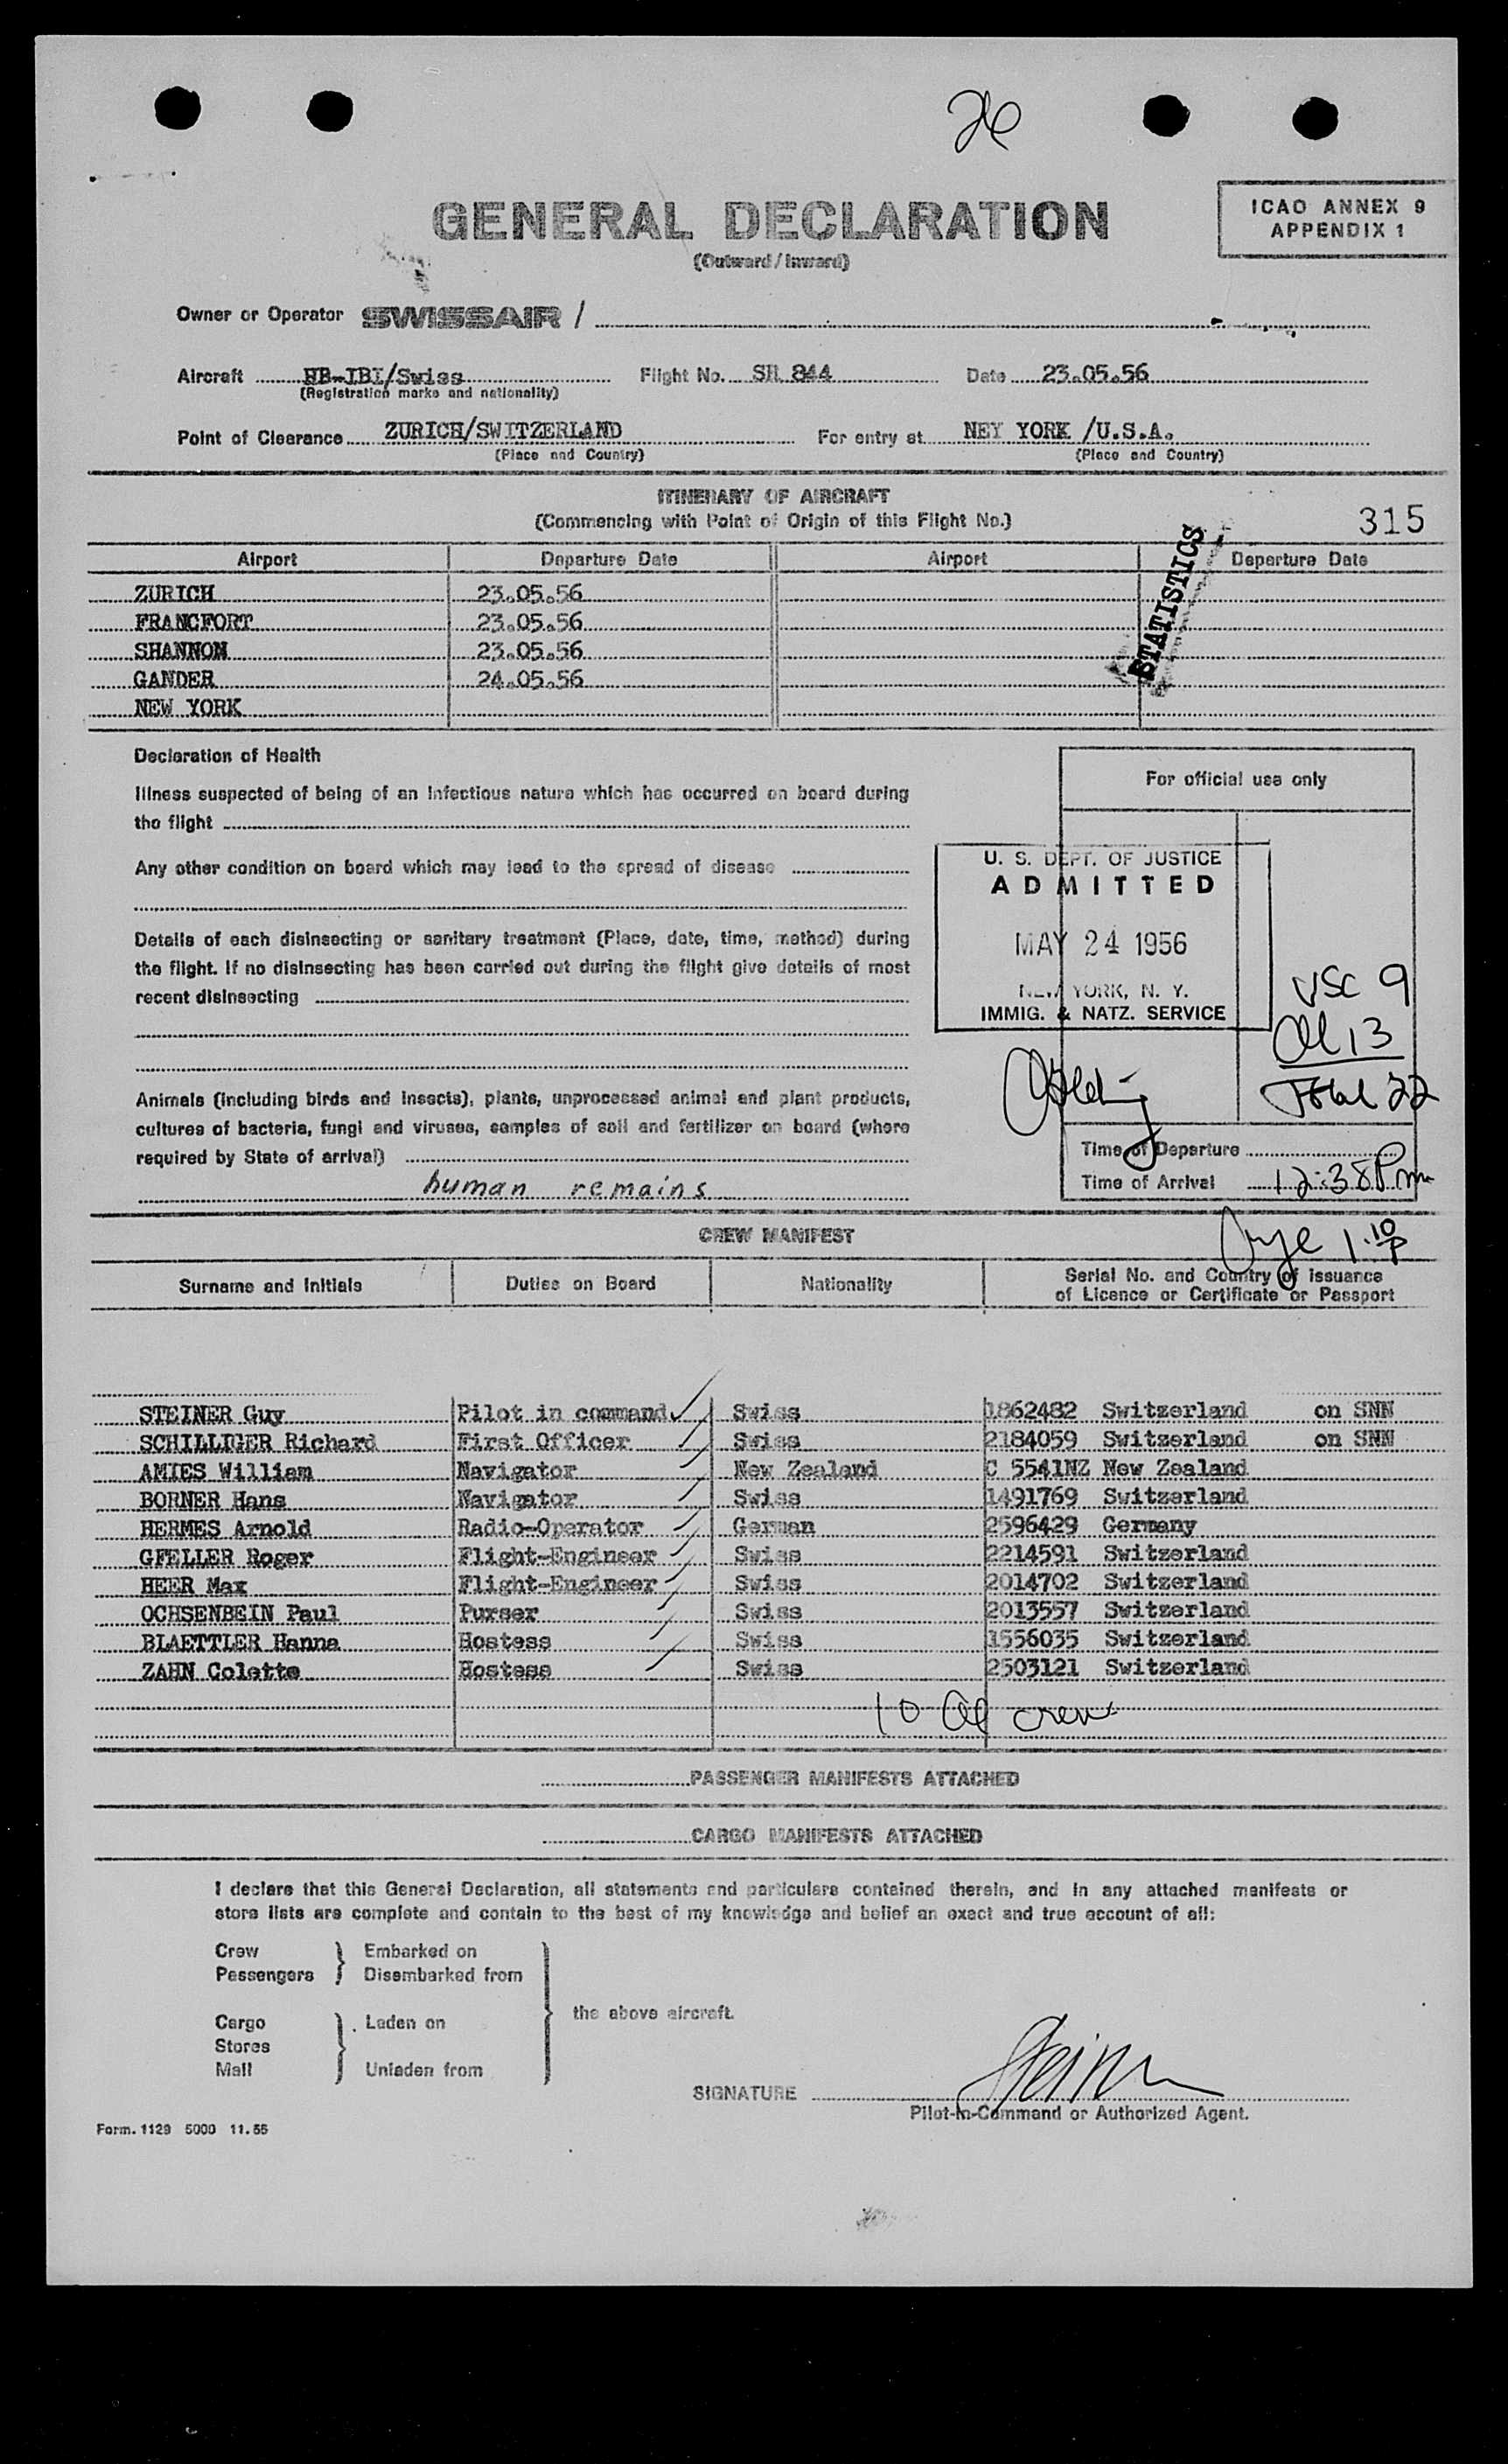 26
GENERAL DECLARATION
(Outward / Inward)
ICAO ANNEX 9
APPENDIX 1
Owner or Operator SWISSAIR /
Aircraft HB-IBI/Swiss Flight No. SR 844 Date 23.05.56
(Registration marks and nationality)
Point of Clearance ZURICH/SWITZERLAND For entry at NEY YORK /U.S.A.
(Place and Country) (Place and Country)
ITINERARY OF AIRCRAFT
(Commencing with Point of Origin of this Flight No.)
315
Airport Departure Date Airport Departure Date
STATISTICS
ZURICH 23.05.56
FRANCFORT 23.05.56
SHANNON 23.05.56
GANDER 24.05.56
NEW YORK
Declaration of Health
Illness suspected of being of an infectious nature which has occurred on board during
the flight
Any other condition on board which may lead to the spread of disease
Details of each disinsecting or sanitary treatment (Place, date, time, method) during
the flight. If no disinsecting has been carried out during the flight give details of most
recent disinsecting
Animals (including birds and insects), plants, unprocessed animal and plant products,
cultures of bacteria, fungi and viruses, samples of soil and fertilizer on board (where
required by State of arrival)
human remains
For official use only
U. S. DEPT. OF JUSTICE
ADMITTED
MAY 24 1956
NEW YORK, N. Y.
IMMIG. & NATZ. SERVICE
USC 9
Al 13
Total 22
Time of Departure
Time of Arrival 12:38 Pm
1.10 P
CREW MANIFEST
Surname and Initials Duties on Board Nationality Serial No. and Country of issuance
of Licence or Certificate or Passport
STEINER Guy Pilot in command Swiss 1862482 Switzerland on SNN
SCHILLIGER Richard First Officer Swiss 2184059 Switzerland on SNN
AMIES William Navigator New Zealand C 5541NZ New Zealand
BORNER Hans Navigator Swiss 1491769 Switzerland
HERMES Arnold Radio-Operator German 2596429 Germany
GFELLER Roger Flight-Engineer Swiss 2214591 Switzerland
HEER Max Flight-Engineer Swiss 2014702 Switzerland
OCHSENBEIN Paul Purser Swiss 2013557 Switzerland
BLAETTLER Hanna Hostess Swiss 1556035 Switzerland
ZAHN Colette Hostess Swiss 2503121 Switzerland
10 Al crew
PASSENGER MANIFESTS ATTACHED
CARGO MANIFESTS ATTACHED
I declare that this General Declaration, all statements and particulars contained therein, and in any attached manifests or
store lists are complete and contain to the best of my knowledge and belief an exact and true account of all:
Crew Embarked on
Passengers Disembarked from
the above aircraft.
Cargo Laden on
Stores
Mail Unladen from
SIGNATURE Steiner
Pilot-in-Command or Authorized Agent.
Form. 1129 5000 11.55